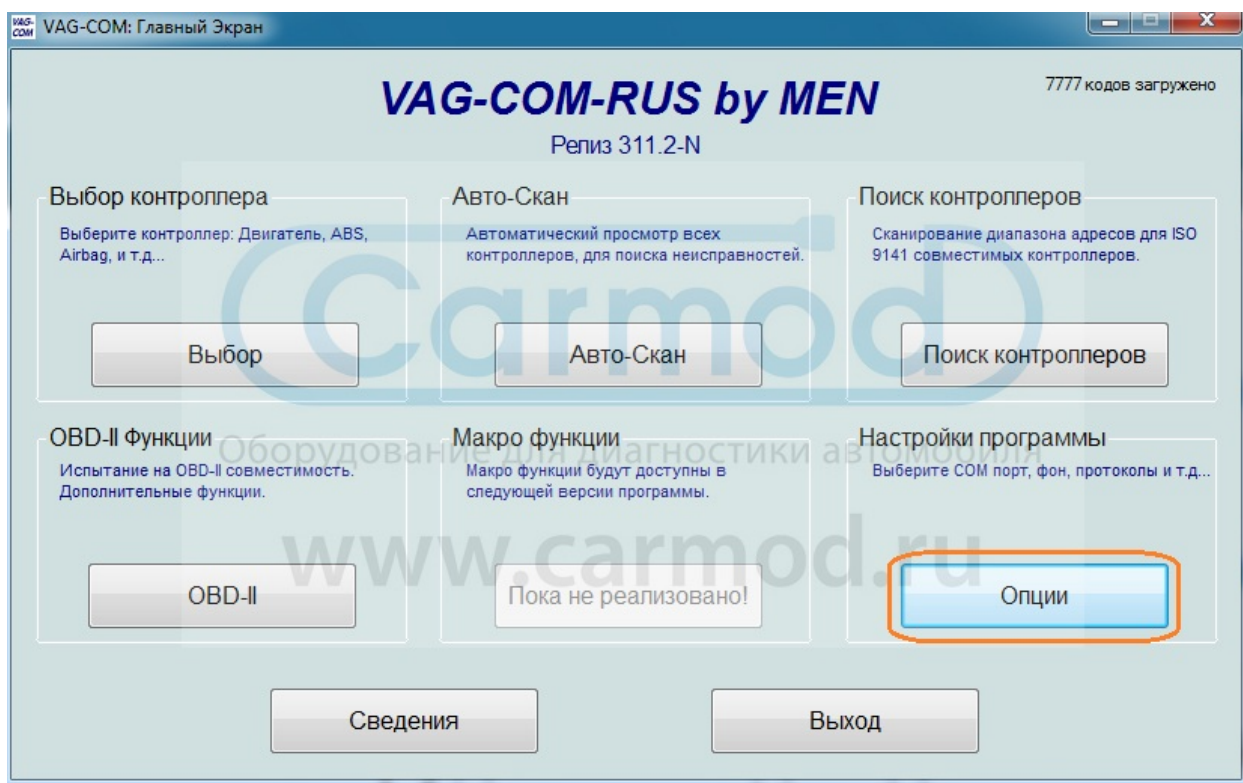 VAG-COM
VAG-COM: Главный Экран
VAG-COM-RUS by MEN
7777 кодов загружено
Релиз 311.2-N
Выбор контроллера
Выберите контроллер: Двигатель, ABS,
Airbag, и т.д...
Выбор
Авто-Скан
Автоматический просмотр всех
контроллеров, для поиска неисправностей.
Авто-Скан
Поиск контроллеров
Сканирование диапазона адресов для ISO
9141 совместимых контроллеров.
Поиск контроллеров
Carmod
Оборудование для диагностики автомобиля
www.carmod.ru
OBD-II Функции
Испытание на OBD-II совместимость.
Дополнительные функции.
OBD-II
Макро функции
Макро функции будут доступны в
следующей версии программы.
Пока не реализовано!
Настройки программы
Выберите COM порт, фон, протоколы и т.д...
Опции
Сведения
Выход